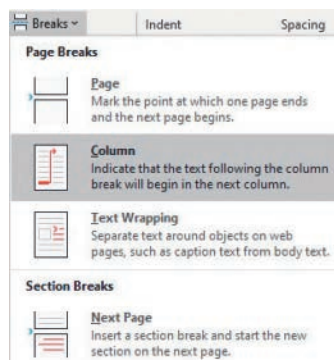 Breaks Indent Spacing
Page Breaks
Page
Mark the point at which one page ends
and the next page begins.
Column
Indicate that the text following the column
break will begin in the next column.
Text Wrapping
Separate text around objects on web
pages, such as caption text from body text.
Section Breaks
Next Page
Insert a section break and start the new
section on the next page.